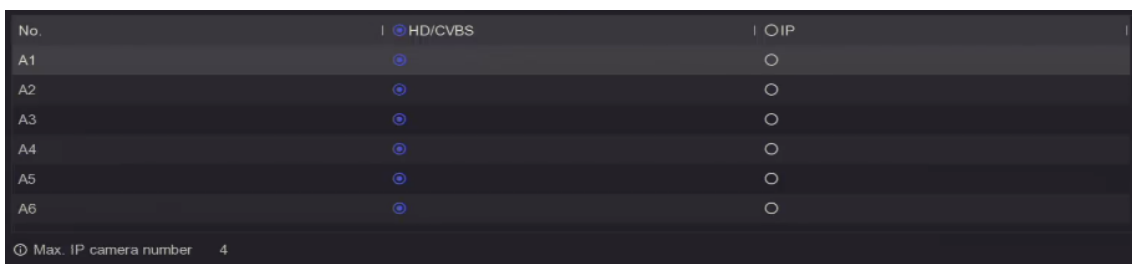 No. HD/CVBS IP
A1
A2
A3
A4
A5
A6
Max. IP camera number 4